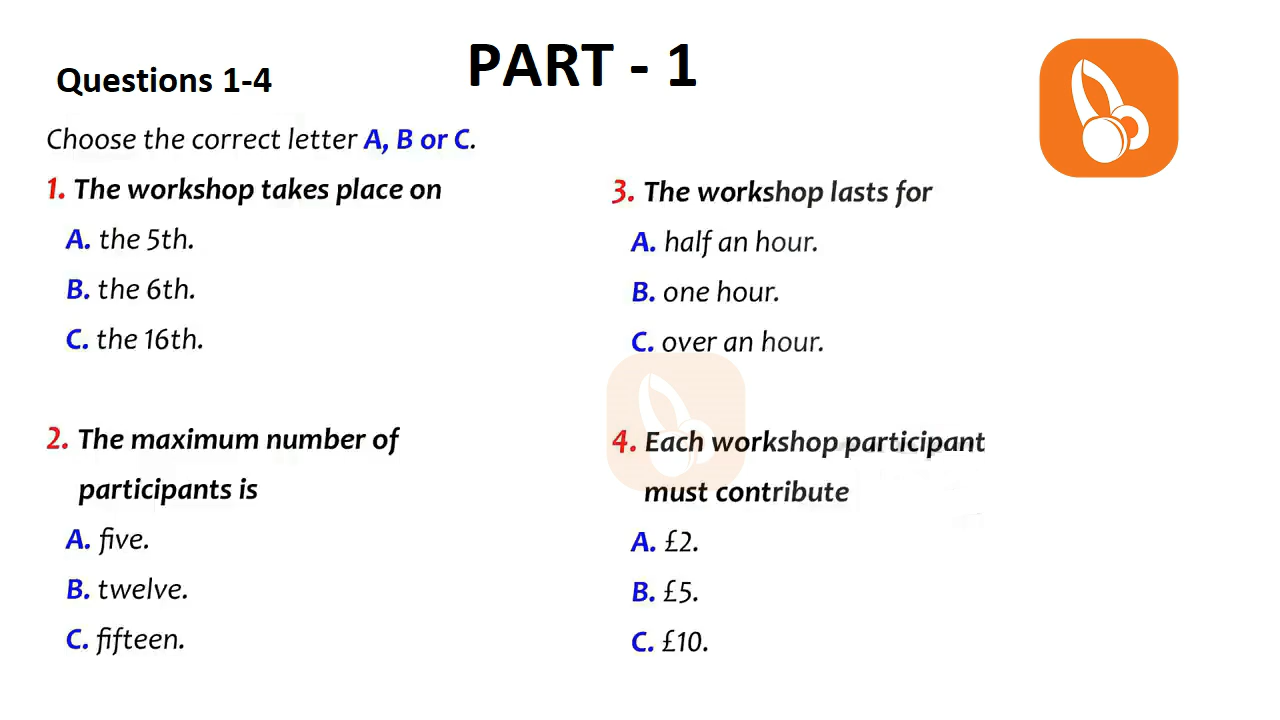 PART - 1
Questions 1-4
Choose the correct letter A, B or C.
1. The workshop takes place on
A. the 5th.
B. the 6th.
C. the 16th.
2. The maximum number of
participants is
A. five.
B. twelve.
C. fifteen.
3. The workshop lasts for
A. half an hour.
B. one hour.
C. over an hour.
4. Each workshop participant
must contribute
A. £2.
B. £5.
C. £10.